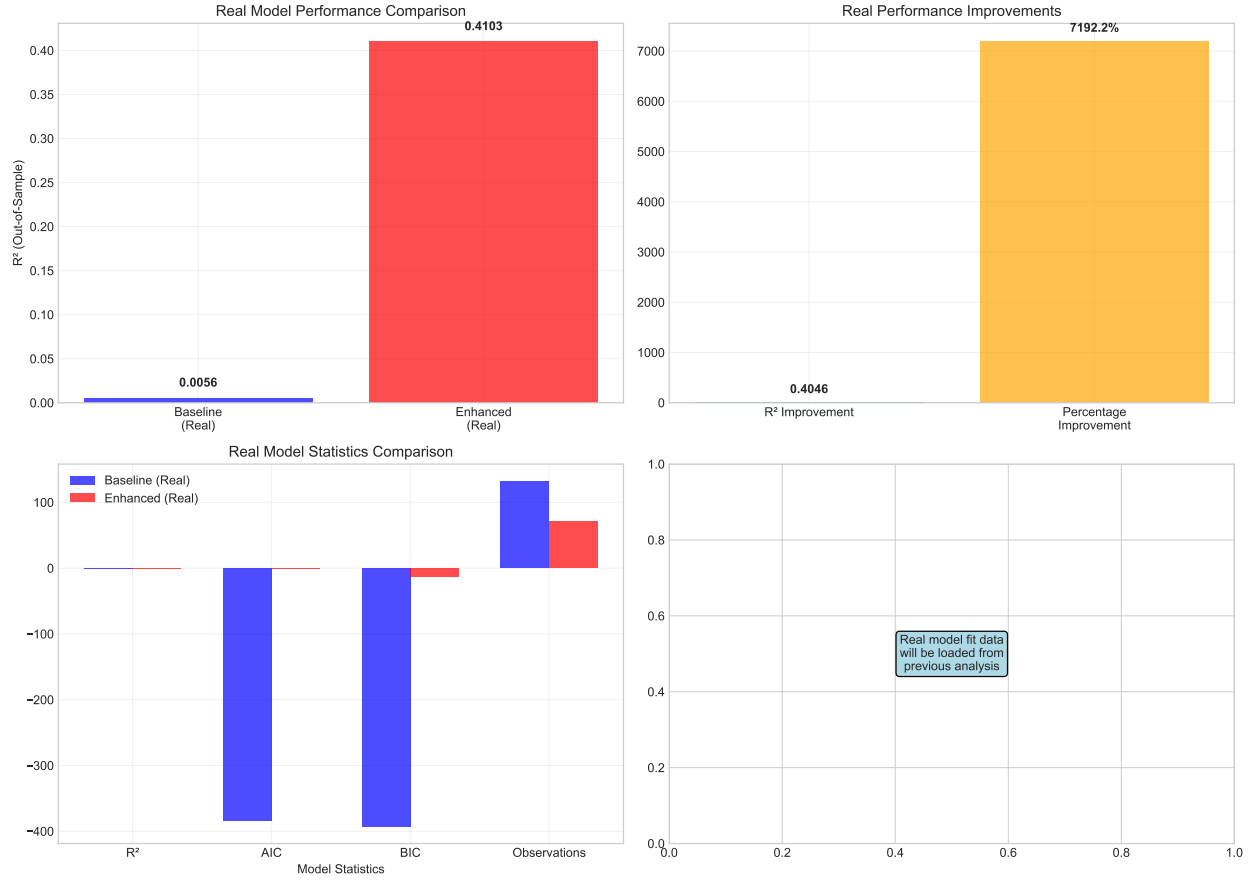 Real Model Performance Comparison
R² (Out-of-Sample)
0.40
0.35
0.30
0.25
0.20
0.15
0.10
0.05
0.00
0.4103
0.0056
Baseline
(Real)
Enhanced
(Real)
Real Performance Improvements
7000
6000
5000
4000
3000
2000
1000
0
7192.2%
0.4046
R² Improvement
Percentage
Improvement
Real Model Statistics Comparison
Baseline (Real)
Enhanced (Real)
100
0
−100
−200
−300
−400
R²
AIC
BIC
Observations
Model Statistics
1.0
0.8
0.6
0.4
0.2
0.0
Real model fit data
will be loaded from
previous analysis
0.0
0.2
0.4
0.6
0.8
1.0